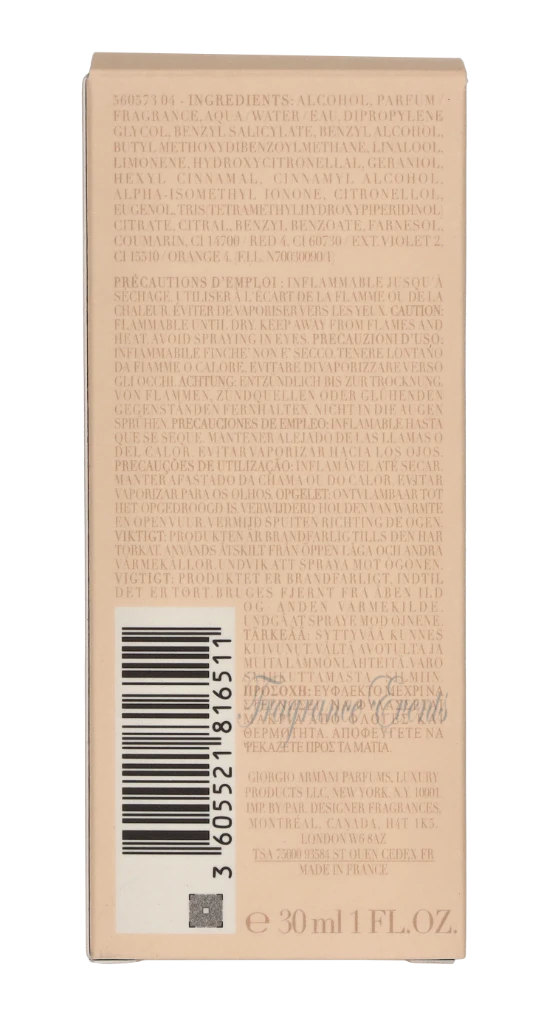 560573 04 - INGREDIENTS: ALCOHOL, PARFUM /
FRAGRANCE, AQUA / WATER / EAU, DIPROPYLENE
GLYCOL, BENZYL SALICYLATE, BENZYL ALCOHOL,
BUTYL METHOXYDIBENZOYLMETHANE, LINALOOL,
LIMONENE, HYDROXYCITRONELLAL, GERANIOL,
HEXYL CINNAMAL, CINNAMYL ALCOHOL,
ALPHA-ISOMETHYL IONONE, CITRONELLOL,
EUGENOL, TRIS(TETRAMETHYLHYDROXYPIPERIDINOL)
CITRATE, CITRAL, BENZYL BENZOATE, FARNESOL,
COUMARIN, CI 14700 / RED 4, CI 60730 / EXT. VIOLET 2,
CI 15510 / ORANGE 4. (F.I.L. N70030090/1)
PRÉCAUTIONS D'EMPLOI : INFLAMMABLE JUSQU'À
SÉCHAGE. UTILISER À L'ÉCART DE LA FLAMME OU DE LA
CHALEUR. ÉVITER DE VAPORISER VERS LES YEUX. CAUTION:
FLAMMABLE UNTIL DRY. KEEP AWAY FROM FLAMES AND
HEAT. AVOID SPRAYING IN EYES. PRECAUZIONI D'USO:
INFIAMMABILE FINCHE' NON E' SECCO. TENERE LONTANO
DA FIAMME O CALORE. EVITARE DI VAPORIZZARE VERSO
GLI OCCHI. ACHTUNG: ENTZÜNDLICH BIS ZUR TROCKNUNG.
VON FLAMMEN, ZÜNDQUELLEN ODER GLÜHENDEN
GEGENSTÄNDEN FERNHALTEN. NICHT IN DIE AUGEN
SPRÜHEN. PRECAUCIONES DE EMPLEO: INFLAMABLE HASTA
QUE SE SEQUE. MANTENER ALEJADO DE LAS LLAMAS O
DEL CALOR. EVITAR VAPORIZAR HACIA LOS OJOS.
PRECAUÇÕES DE UTILIZAÇÃO: INFLAMÁVEL ATÉ SECAR.
MANTER AFASTADO DA CHAMA OU DO CALOR. EVITAR
VAPORIZAR PARA OS OLHOS. OPGELET: ONTVLAMBAAR TOT
HET OPGEDROOGD IS. VERWIJDERD HOUDEN VAN WARMTE
EN OPEN VUUR. VERMIJD SPUITEN RICHTING DE OGEN.
VIKTIGT: PRODUKTEN ÄR BRANDFARLIG TILLS DEN HAR
TORKAT. ANVÄNDS ÅTSKILT FRÅN ÖPPEN LÅGA OCH ANDRA
VÄRMEKÄLLOR. UNDVIK ATT SPRAYA MOT ÖGONEN.
VIGTIGT: PRODUKTET ER BRANDFARLIGT, INDTIL
DET ER TØRT. BRUGES FJERNT FRA ÅBEN ILD
OG ANDEN VARMEKILDE.
UNDGÅ AT SPRAYE MOD ØJNENE.
TÄRKEÄÄ: SYTTYVÄÄ KUNNES
KUIVUNUT. VÄLTÄ AVOTULTA JA
MUITA LÄMMÖNLÄHTEITÄ. VARO
SUIHKUTTAMASTA SILMIIN.
ΠΡΟΣΟΧΗ: ΕΥΦΛΕΚΤΟ ΜΕΧΡΙ ΝΑ
Fragrance Events
ΘΕΡΜΟΤΗΤΑ. ΑΠΟΦΕΥΓΕΤΕ ΝΑ
ΨΕΚΑΖΕΤΕ ΠΡΟΣ ΤΑ ΜΑΤΙΑ.
GIORGIO ARMANI PARFUMS, LUXURY
PRODUCTS LLC, NEW YORK, N.Y. 10001.
IMP. BY/PAR. DESIGNER FRAGRANCES,
MONTRÉAL, CANADA, H4T 1K5.
LONDON W6 8AZ
TSA 75000 93584 ST OUEN CEDEX FR
MADE IN FRANCE
3 605521 816511
℮ 30 ml 1 FL.OZ.